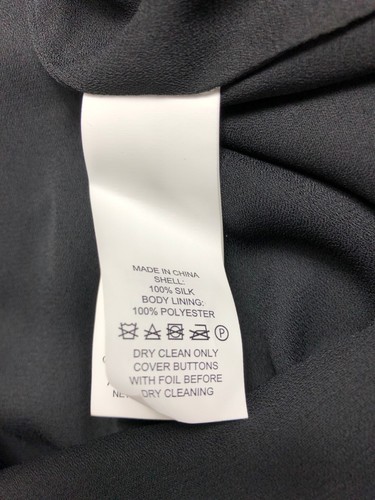 MADE IN CHINA
SHELL:
100% SILK
BODY LINING:
100% POLYESTER
P
DRY CLEAN ONLY
COVER BUTTONS
WITH FOIL BEFORE
DRY CLEANING